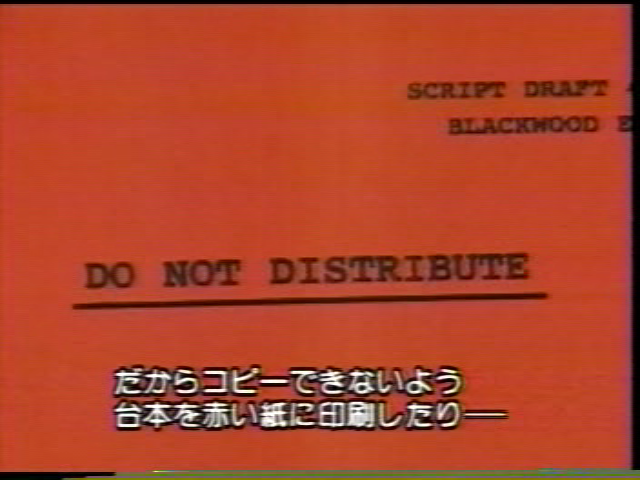 SCRIPT DRAFT
BLACKWOOD
DO NOT DISTRIBUTE
だからコピーできないよう
台本を赤い紙に印刷したり──